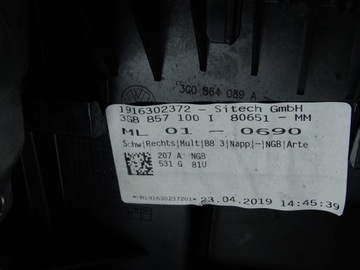 3G0 864 089 A
1916302372 - Sitech GmbH
3G8 857 100 I 80651 - MM
ML 01 - 0690
Schw|Rechts|Mult|B8 3|Napp|-|NGB|Arte
207 A NGB
531 G 81U
*M191630237201*
23.04.2019 14:45:39